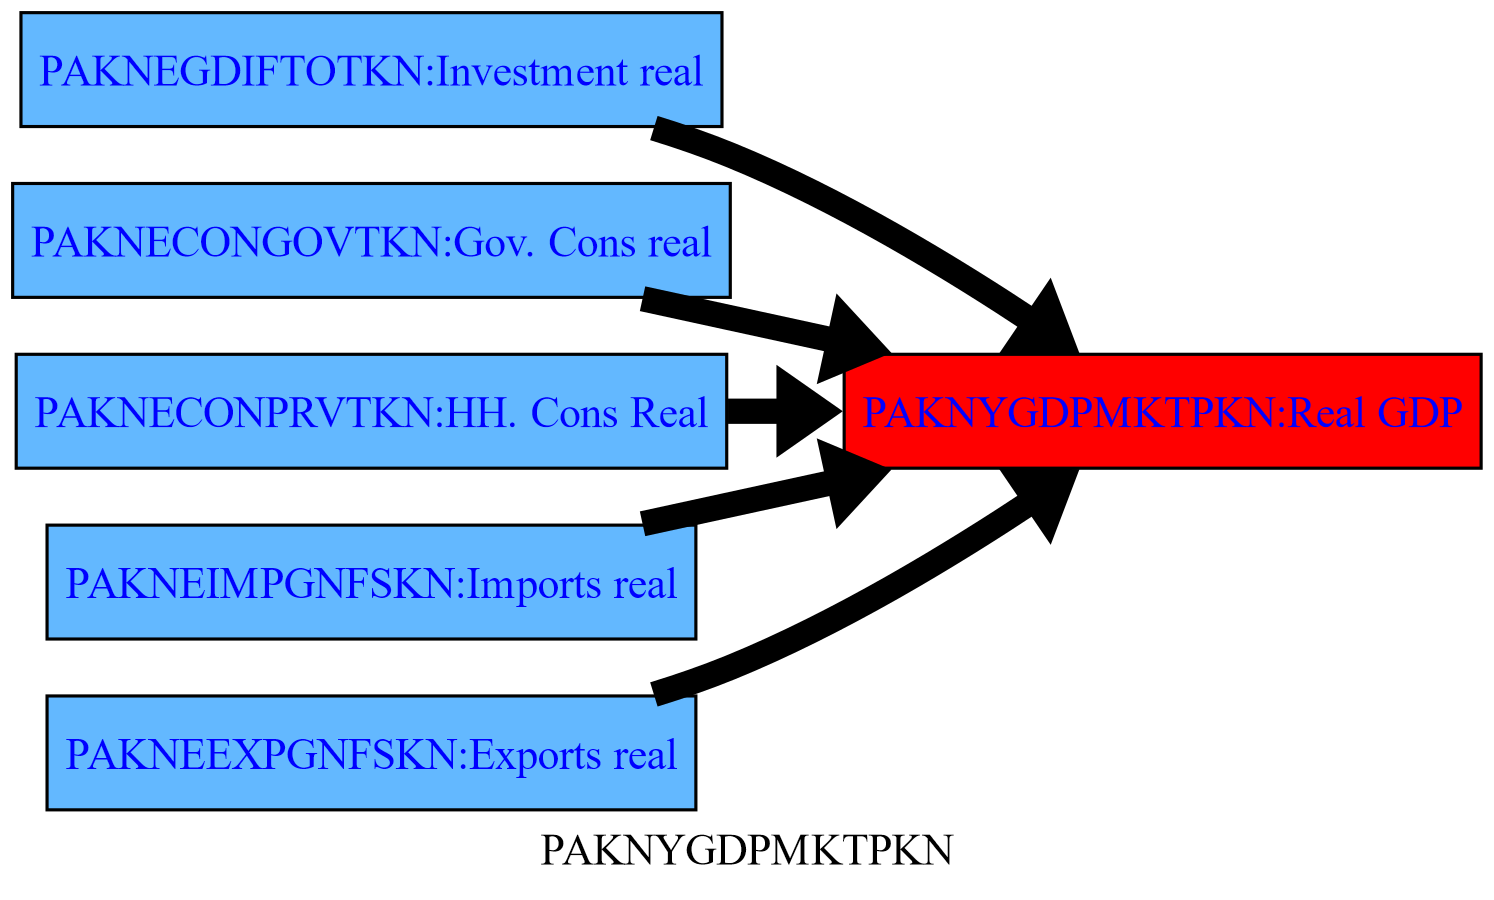 PAKNEGDIFTOTKN:Investment real
PAKNECONGOVTKN:Gov. Cons real
PAKNECONPRVTKN:HH. Cons Real
PAKNYGDPMKTPKN:Real GDP
PAKNEIMPGNFSKN:Imports real
PAKNEEXPGNFSKN:Exports real
PAKNYGDPMKTPKN